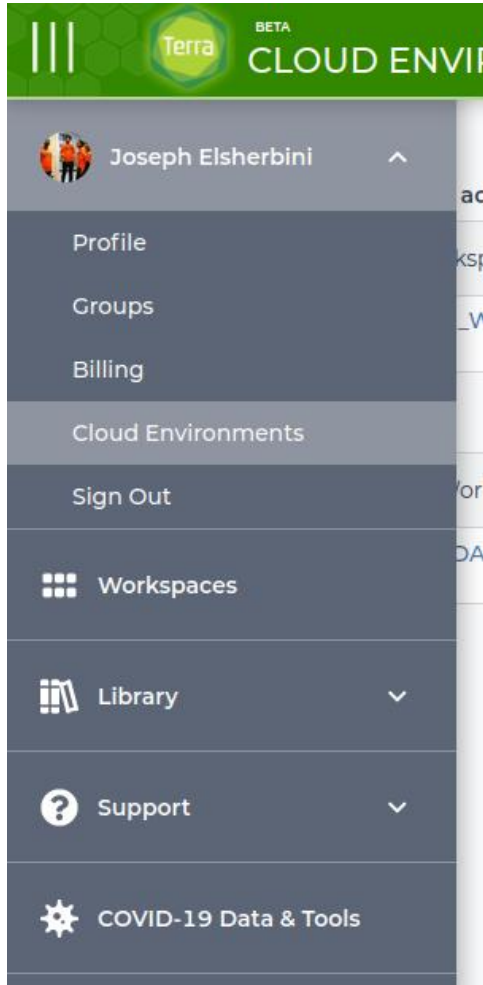 Terra
BETA
CLOUD ENVI
Joseph Elsherbini
Profile
Groups
Billing
Cloud Environments
Sign Out
Workspaces
Library
Support
COVID-19 Data & Tools